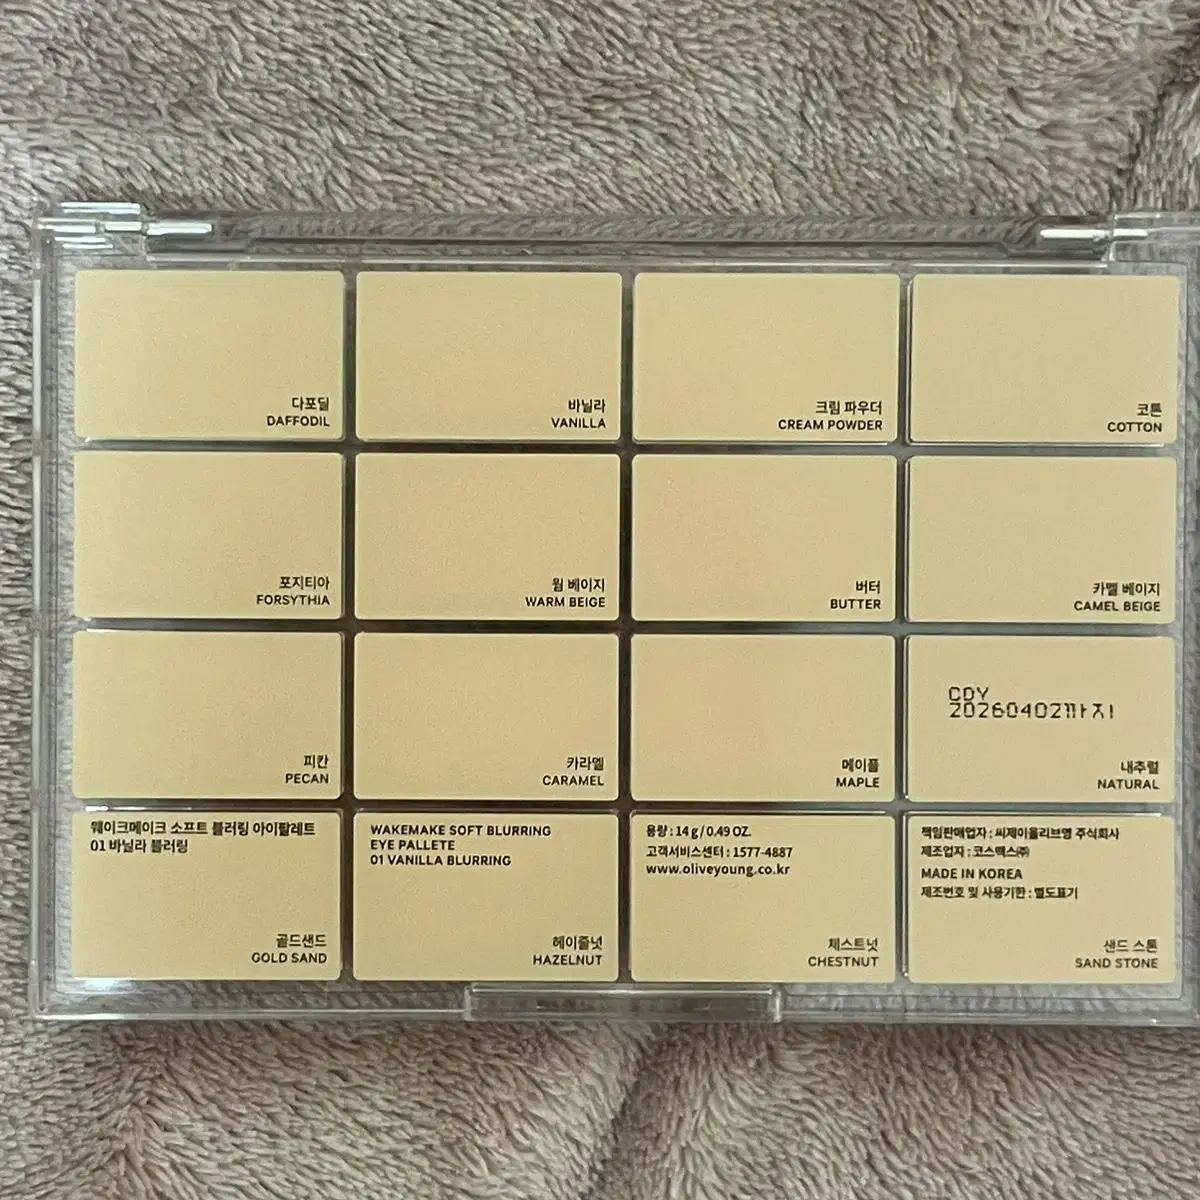 다포딜
DAFFODIL
바닐라
VANILLA
크림 파우더
CREAM POWDER
코튼
COTTON
포지티아
FORSYTHIA
웜 베이지
WARM BEIGE
버터
BUTTER
카멜 베이지
CAMEL BEIGE
피칸
PECAN
카라멜
CARAMEL
메이플
MAPLE
CDY
20260402까지
내추럴
NATURAL
웨이크메이크 소프트 블러링 아이팔레트
01 바닐라 블러링
골드샌드
GOLD SAND
WAKEMAKE SOFT BLURRING
EYE PALLETE
01 VANILLA BLURRING
헤이즐넛
HAZELNUT
용량 : 14 g / 0.49 OZ.
고객서비스센터 : 1577-4887
www.oliveyoung.co.kr
체스트넛
CHESTNUT
책임판매업자 : 씨제이올리브영 주식회사
제조업자 : 코스맥스㈜
MADE IN KOREA
제조번호 및 사용기한 : 별도표기
샌드 스톤
SAND STONE